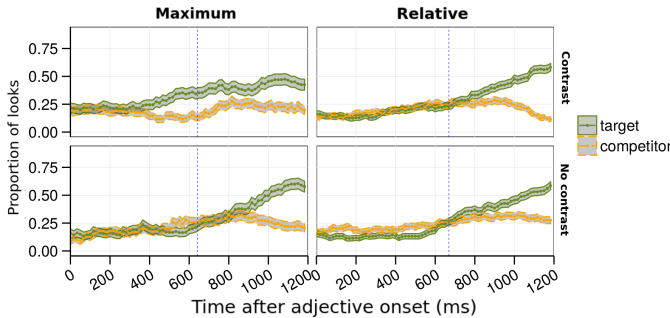 Maximum
Relative
Proportion of looks
0.75
0.50
0.25
0.00
Contrast
0.75
0.50
0.25
0.00
No contrast
target
competitor
0
200
400
600
800
1000
1200
0
200
400
600
800
1000
1200
Time after adjective onset (ms)